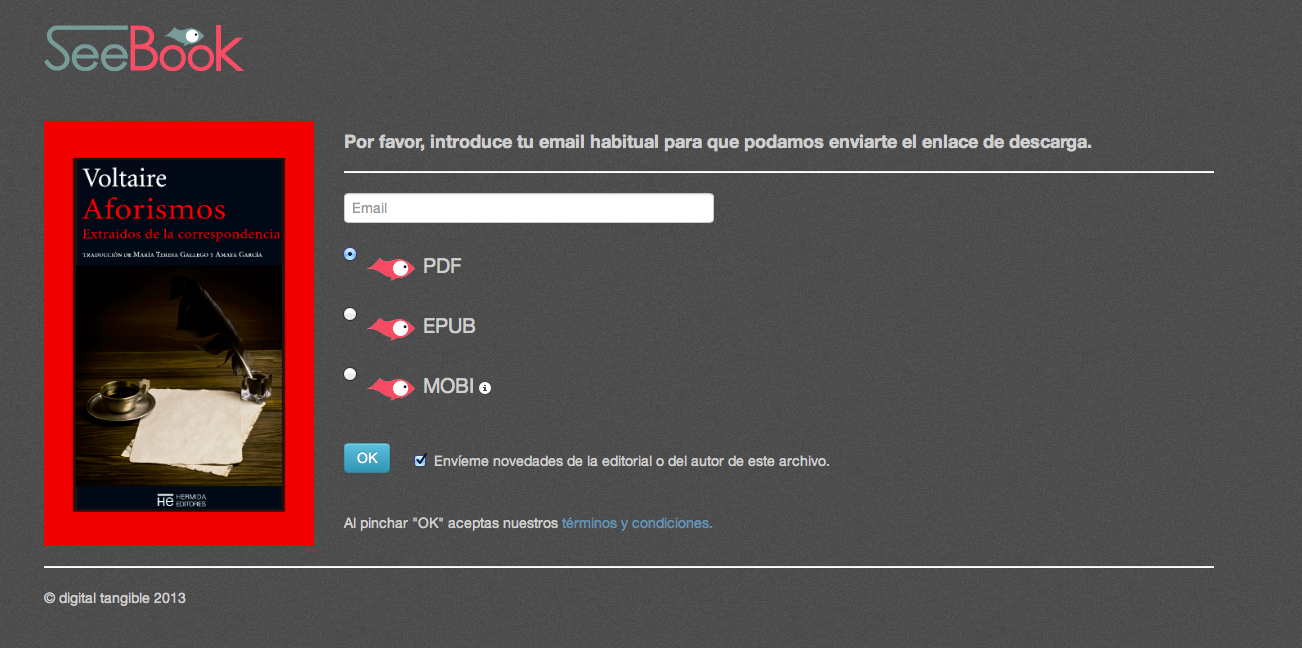 SeeBook
Voltaire
Aforismos
Extraídos de la correspondencia
TRADUCCIÓN DE MARÍA TERESA GALLEGO Y AMAYA GARCÍA
HE HERMIDA
EDITORES
Por favor, introduce tu email habitual para que podamos enviarte el enlace de descarga.
Email
PDF
EPUB
MOBI i
OK Envíeme novedades de la editorial o del autor de este archivo.
Al pinchar "OK" aceptas nuestros términos y condiciones.
© digital tangible 2013